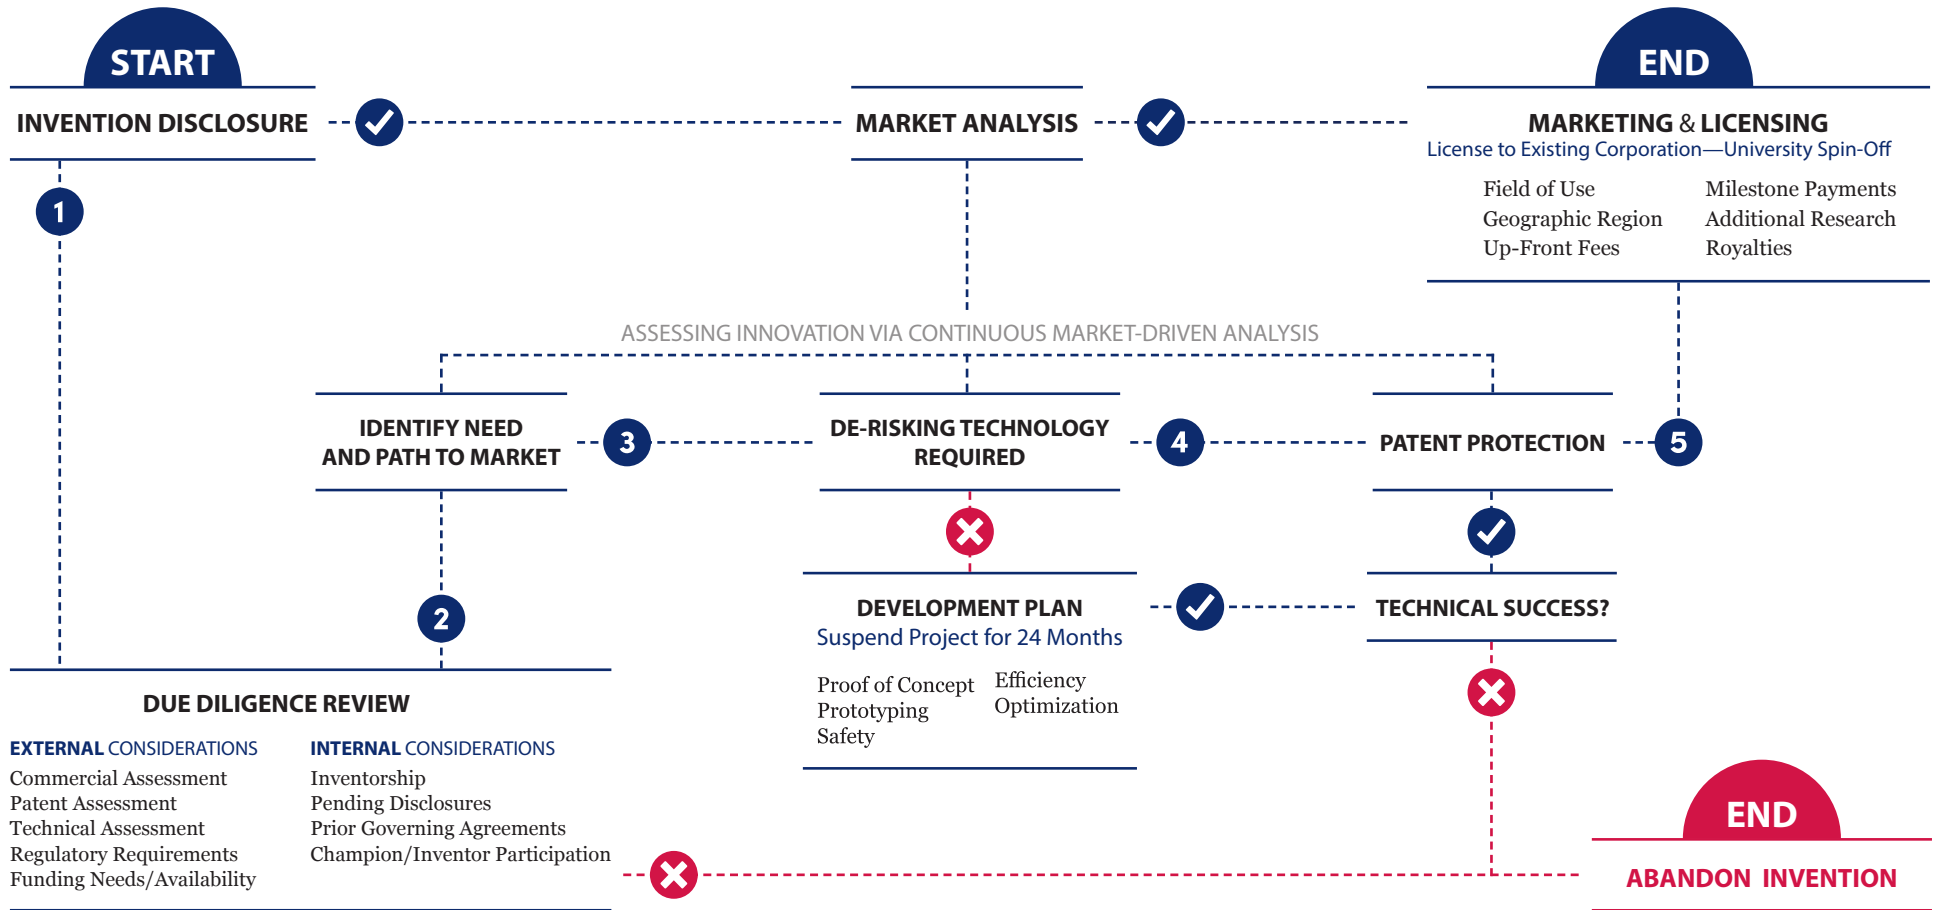 START
INVENTION DISCLOSURE
MARKET ANALYSIS
END
MARKETING & LICENSING
License to Existing Corporation—University Spin-Off
Field of Use
Geographic Region
Up-Front Fees
Milestone Payments
Additional Research
Royalties
1
ASSESSING INNOVATION VIA CONTINUOUS MARKET-DRIVEN ANALYSIS
IDENTIFY NEED
AND PATH TO MARKET
3
DE-RISKING TECHNOLOGY
REQUIRED
4
PATENT PROTECTION
5
2
DEVELOPMENT PLAN
Suspend Project for 24 Months
Proof of Concept
Prototyping
Safety
Efficiency
Optimization
TECHNICAL SUCCESS?
DUE DILIGENCE REVIEW
EXTERNAL CONSIDERATIONS
Commercial Assessment
Patent Assessment
Technical Assessment
Regulatory Requirements
Funding Needs/Availability
INTERNAL CONSIDERATIONS
Inventorship
Pending Disclosures
Prior Governing Agreements
Champion/Inventor Participation
END
ABANDON INVENTION